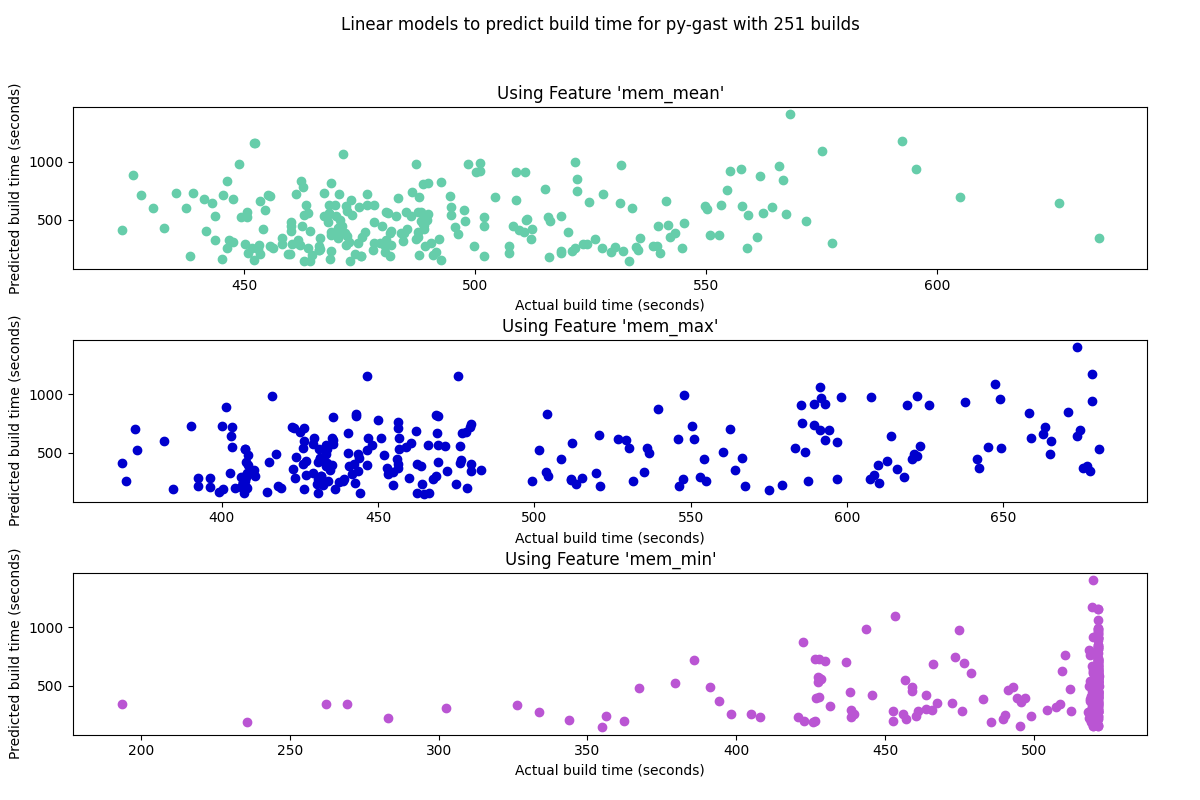 Linear models to predict build time for py-gast with 251 builds
Using Feature 'mem_mean'
Predicted build time (seconds)
1000
500
450 500 550 600
Actual build time (seconds)
Using Feature 'mem_max'
Predicted build time (seconds)
1000
500
400 450 500 550 600 650
Actual build time (seconds)
Using Feature 'mem_min'
Predicted build time (seconds)
1000
500
200 250 300 350 400 450 500
Actual build time (seconds)